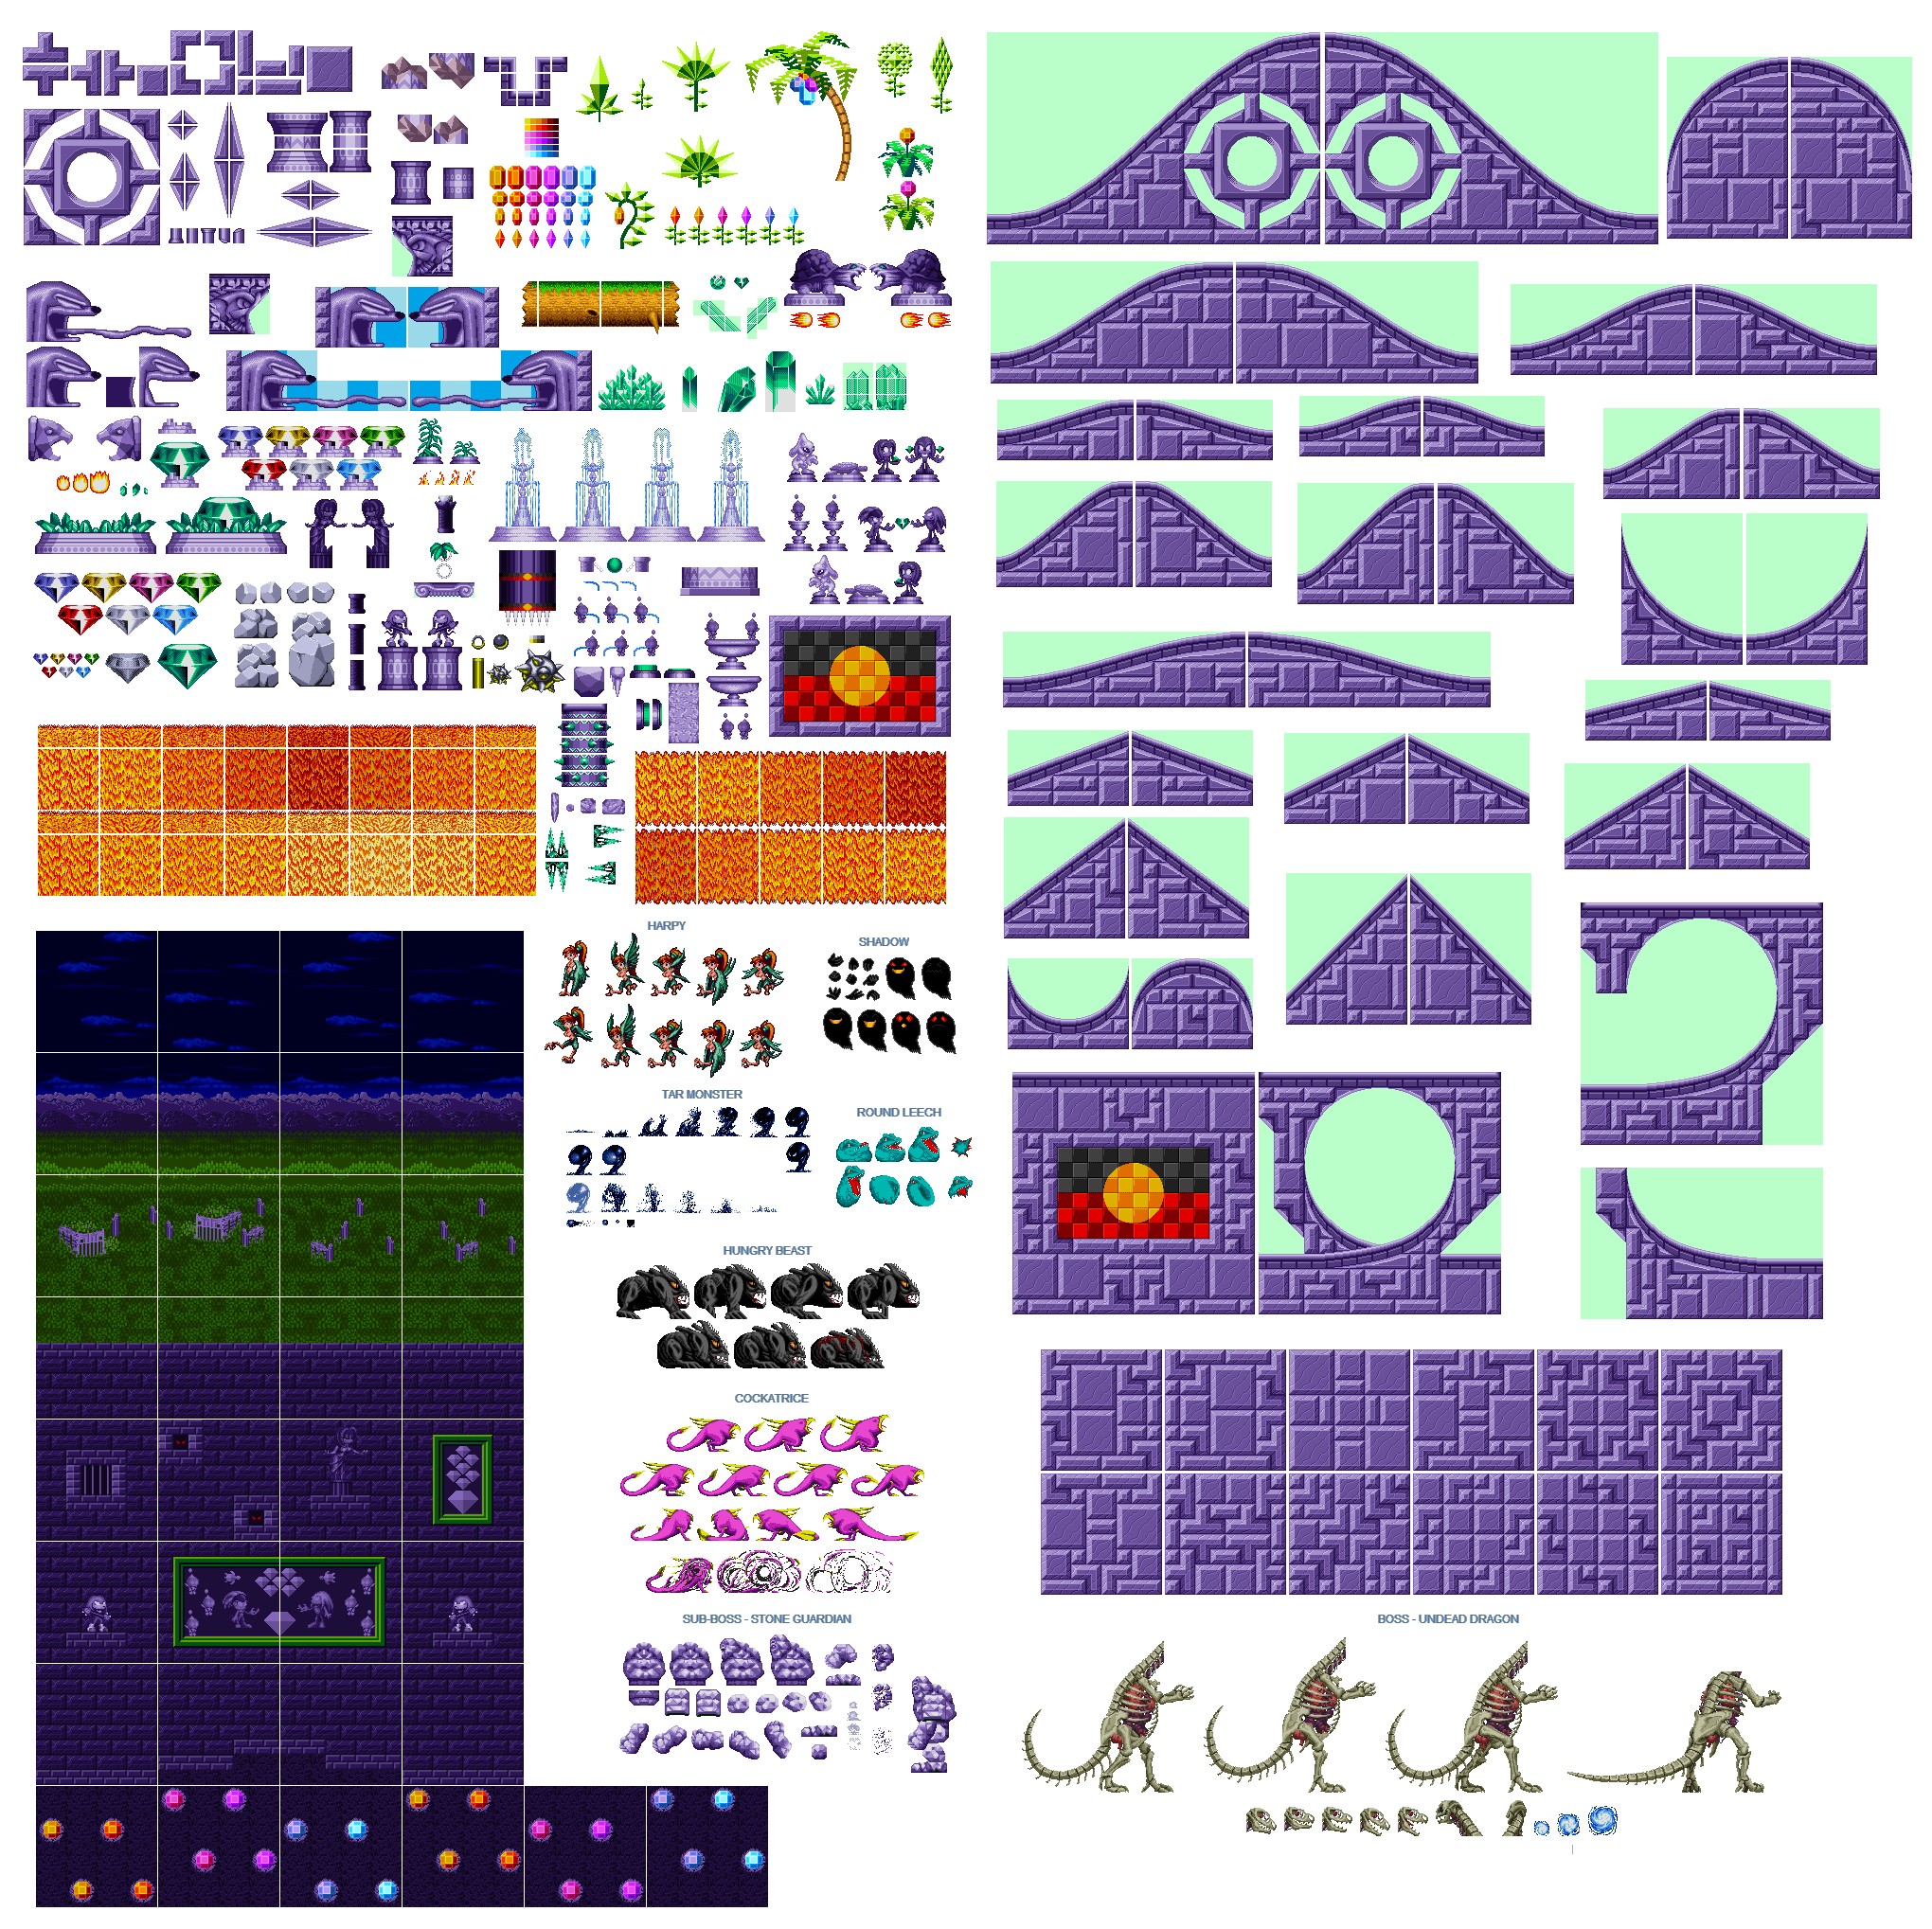 HARPY
SHADOW
TAR MONSTER
ROUND LEECH
HUNGRY BEAST
COCKATRICE
SUB-BOSS - STONE GUARDIAN
BOSS - UNDEAD DRAGON